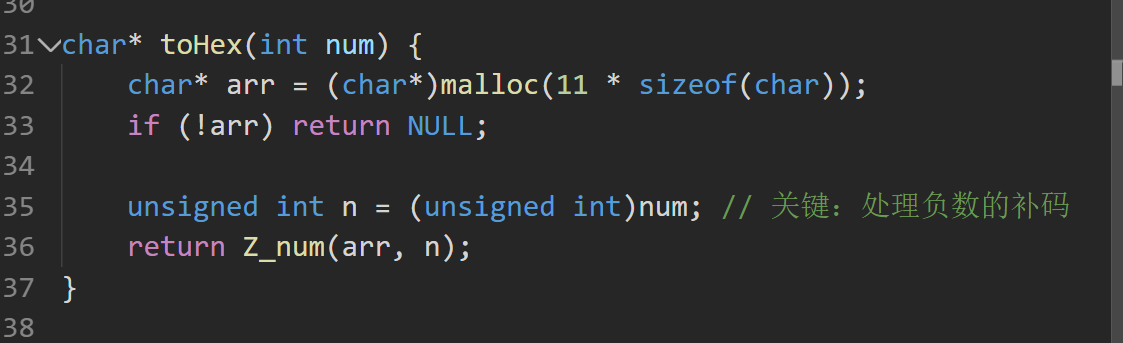 30
31 char* toHex(int num) {
32 char* arr = (char*)malloc(11 * sizeof(char));
33 if (!arr) return NULL;
34
35 unsigned int n = (unsigned int)num; // 关键：处理负数的补码
36 return Z_num(arr, n);
37 }
38